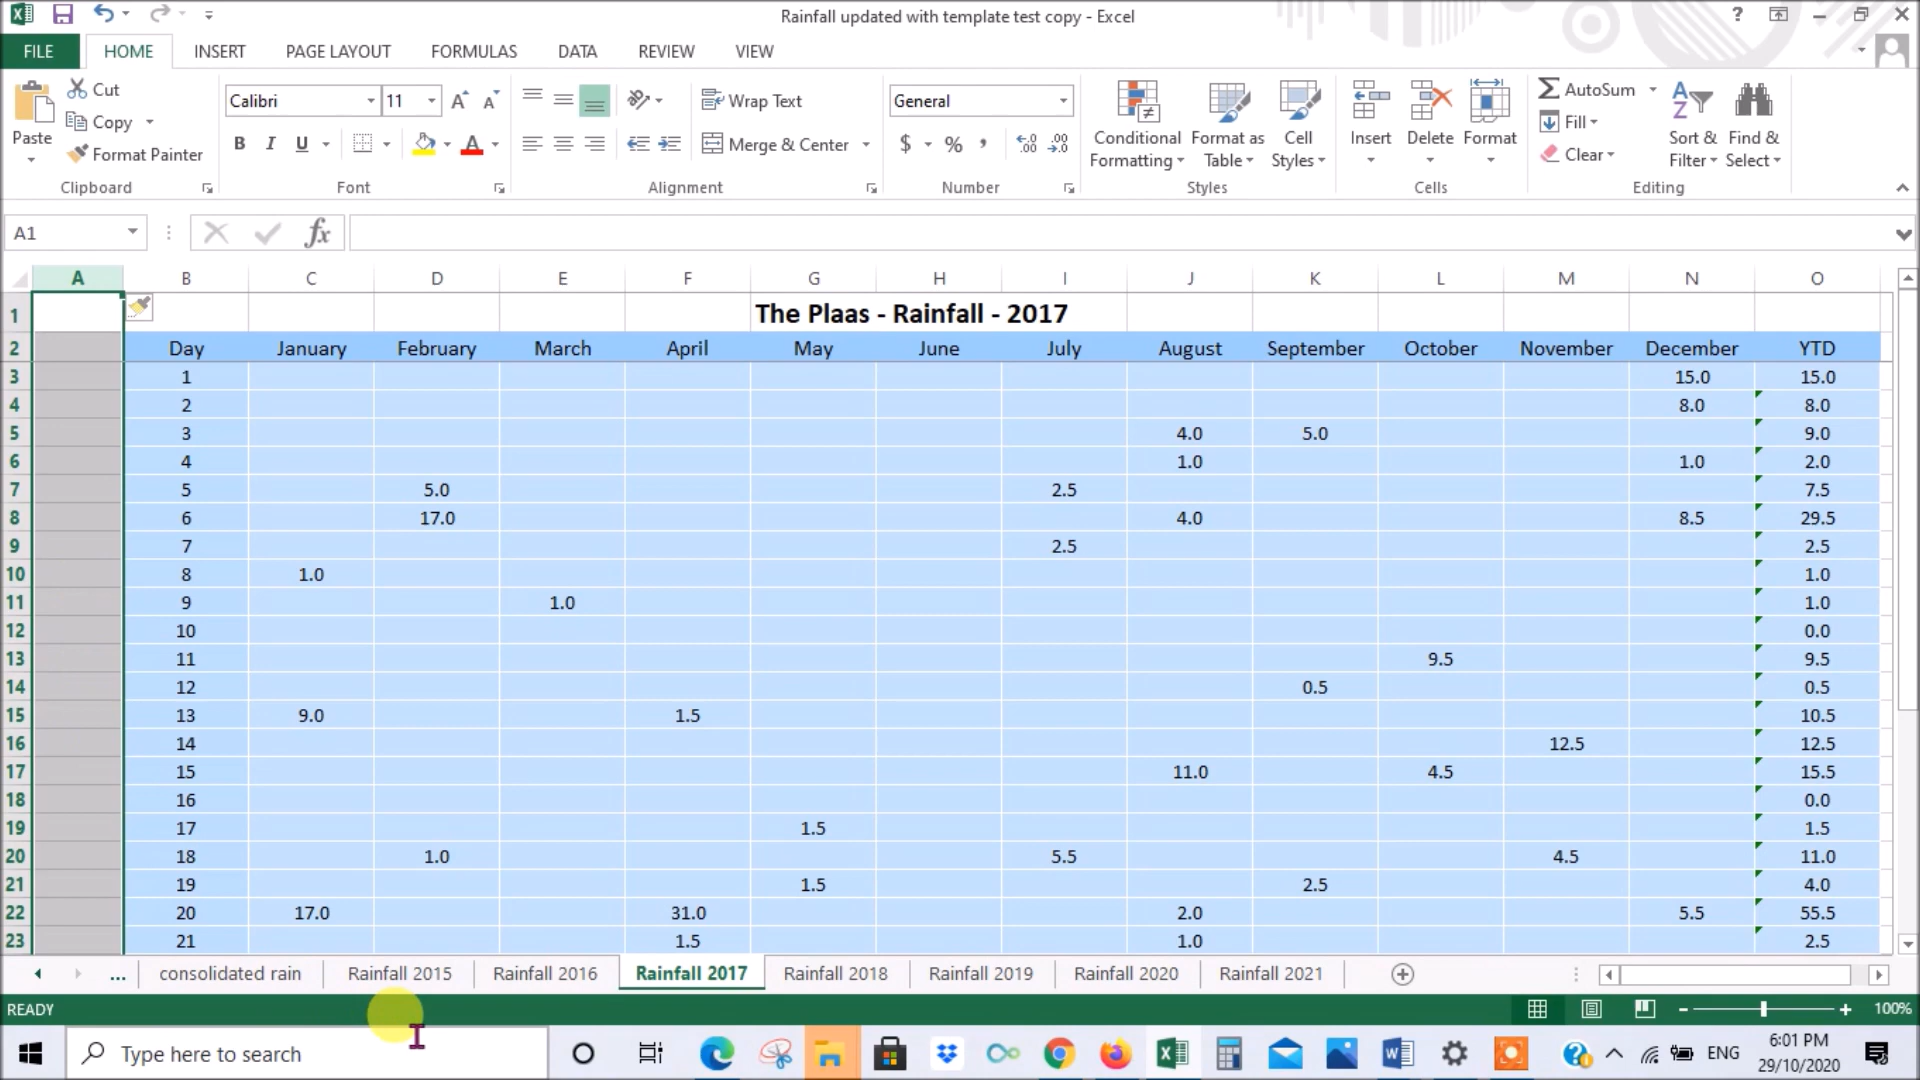 Rainfall updated with template test copy - Excel
?
FILE HOME INSERT PAGE LAYOUT FORMULAS DATA REVIEW VIEW
Cut
Copy
Format Painter
Paste
Clipboard
Calibri 11
B I U
Font
Wrap Text
Merge & Center
Alignment
General
$ % ,
Number
Conditional Formatting
Format as Table
Cell Styles
Styles
Insert Delete Format
Cells
AutoSum
Fill
Clear
Sort & Filter
Find & Select
Editing
A1 fx
A B C D E F G H I J K L M N O
1 The Plaas - Rainfall - 2017
2 Day January February March April May June July August September October November December YTD
3 1 15.0 15.0
4 2 8.0 8.0
5 3 4.0 5.0 9.0
6 4 1.0 1.0 2.0
7 5 5.0 2.5 7.5
8 6 17.0 4.0 8.5 29.5
9 7 2.5 2.5
10 8 1.0 1.0
11 9 1.0 1.0
12 10 0.0
13 11 9.5 9.5
14 12 0.5 0.5
15 13 9.0 1.5 10.5
16 14 12.5 12.5
17 15 11.0 4.5 15.5
18 16 0.0
19 17 1.5 1.5
20 18 1.0 5.5 4.5 11.0
21 19 1.5 2.5 4.0
22 20 17.0 31.0 2.0 5.5 55.5
23 21 1.5 1.0 2.5
... consolidated rain Rainfall 2015 Rainfall 2016 Rainfall 2017 Rainfall 2018 Rainfall 2019 Rainfall 2020 Rainfall 2021
READY 100%
Type here to search
ENG
6:01 PM
29/10/2020